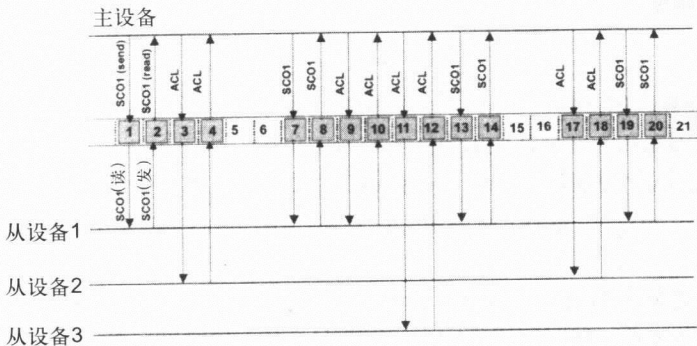 主设备
SCO1 (send)
SCO1 (read)
ACL
ACL
SCO1
SCO1
ACL
ACL
ACL
ACL
SCO1
SCO1
ACL
ACL
SCO1
SCO1
1 2 3 4 5 6 7 8 9 10 11 12 13 14 15 16 17 18 19 20 21
SCO1(读)
SCO1(发)
从设备1
从设备2
从设备3